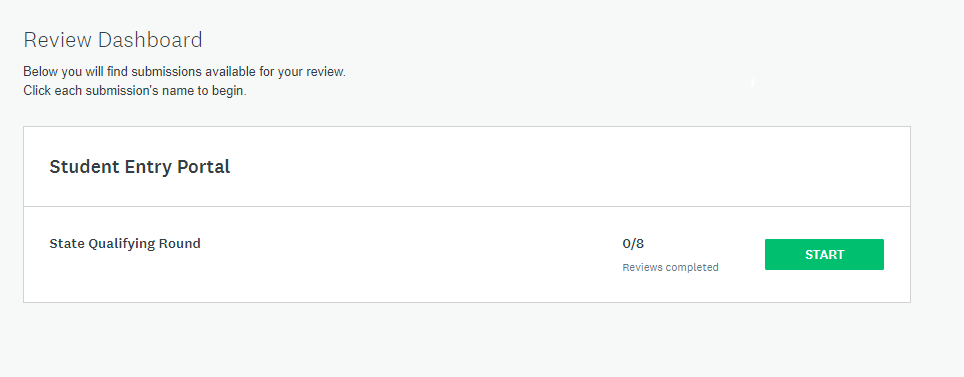 Review Dashboard
Below you will find submissions available for your review.
Click each submission's name to begin.
Student Entry Portal
State Qualifying Round
0/8
Reviews completed
START